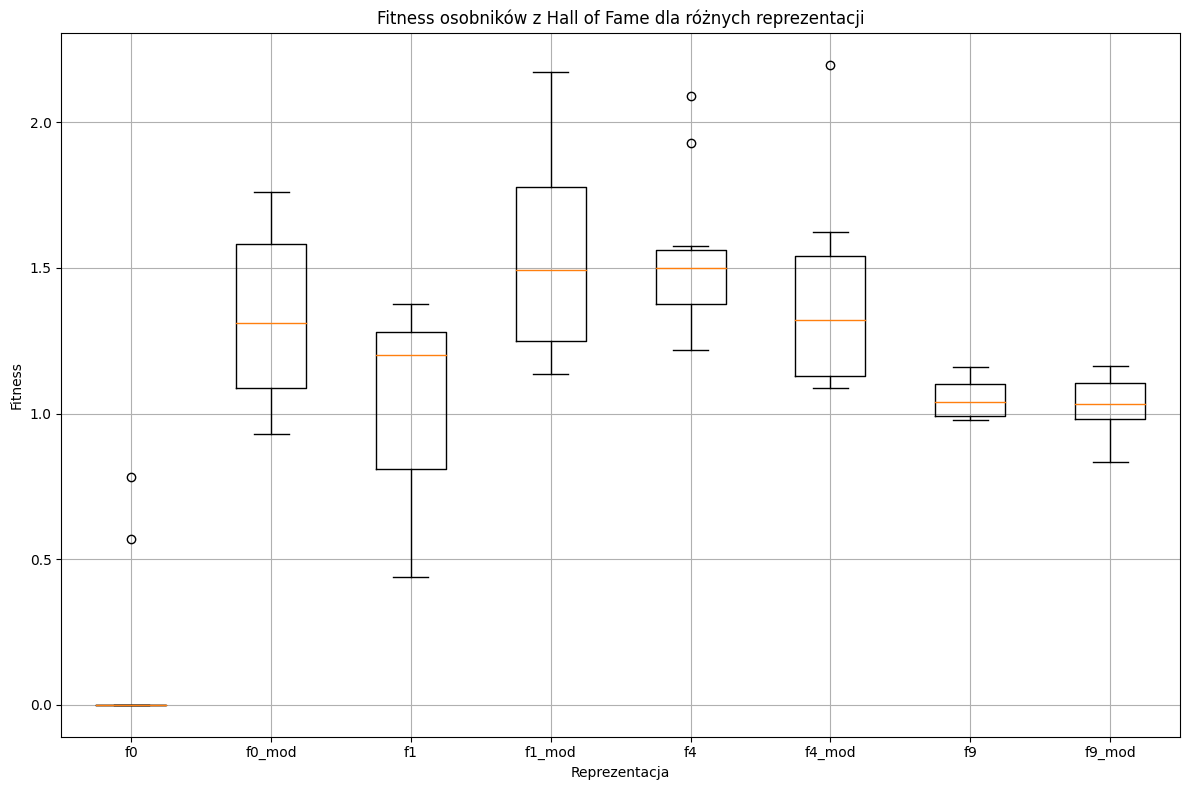 Fitness osobników z Hall of Fame dla różnych reprezentacji
Fitness
2.0
1.5
1.0
0.5
0.0
f0 f0_mod f1 f1_mod f4 f4_mod f9 f9_mod
Reprezentacja